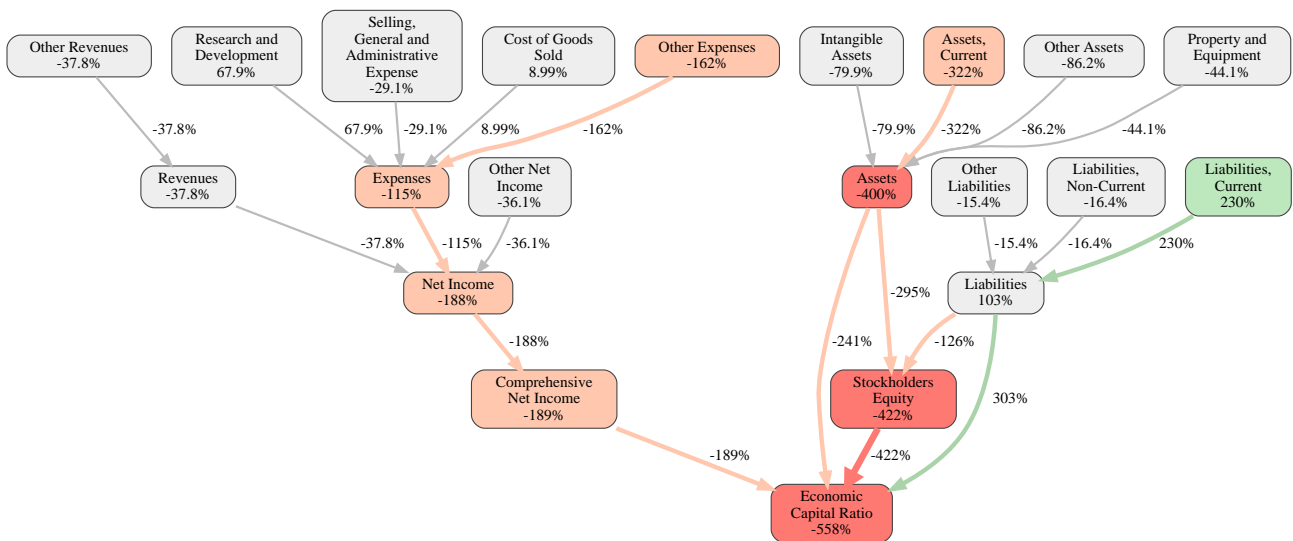 Other Revenues
-37.8%
Research and
Development
67.9%
Selling,
General and
Administrative
Expense
-29.1%
Cost of Goods
Sold
8.99%
Other Expenses
-162%
Intangible
Assets
-79.9%
Assets,
Current
-322%
Other Assets
-86.2%
Property and
Equipment
-44.1%
-37.8%
67.9%
-29.1%
8.99%
-162%
-79.9%
-322%
-86.2%
-44.1%
Revenues
-37.8%
Expenses
-115%
Other Net
Income
-36.1%
Assets
-400%
Other
Liabilities
-15.4%
Liabilities,
Non-Current
-16.4%
Liabilities,
Current
230%
-37.8%
-115%
-36.1%
-15.4%
-16.4%
230%
Net Income
-188%
-295%
Liabilities
103%
-188%
-241%
-126%
Comprehensive
Net Income
-189%
Stockholders
Equity
-422%
303%
-189%
-422%
Economic
Capital Ratio
-558%